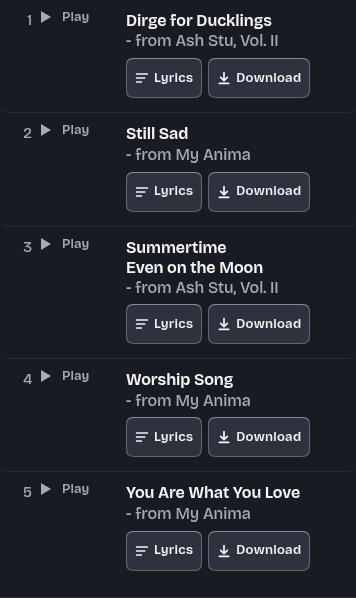 1 Play Dirge for Ducklings
- from Ash Stu, Vol. II
Lyrics Download
2 Play Still Sad
- from My Anima
Lyrics Download
3 Play Summertime
Even on the Moon
- from Ash Stu, Vol. II
Lyrics Download
4 Play Worship Song
- from My Anima
Lyrics Download
5 Play You Are What You Love
- from My Anima
Lyrics Download